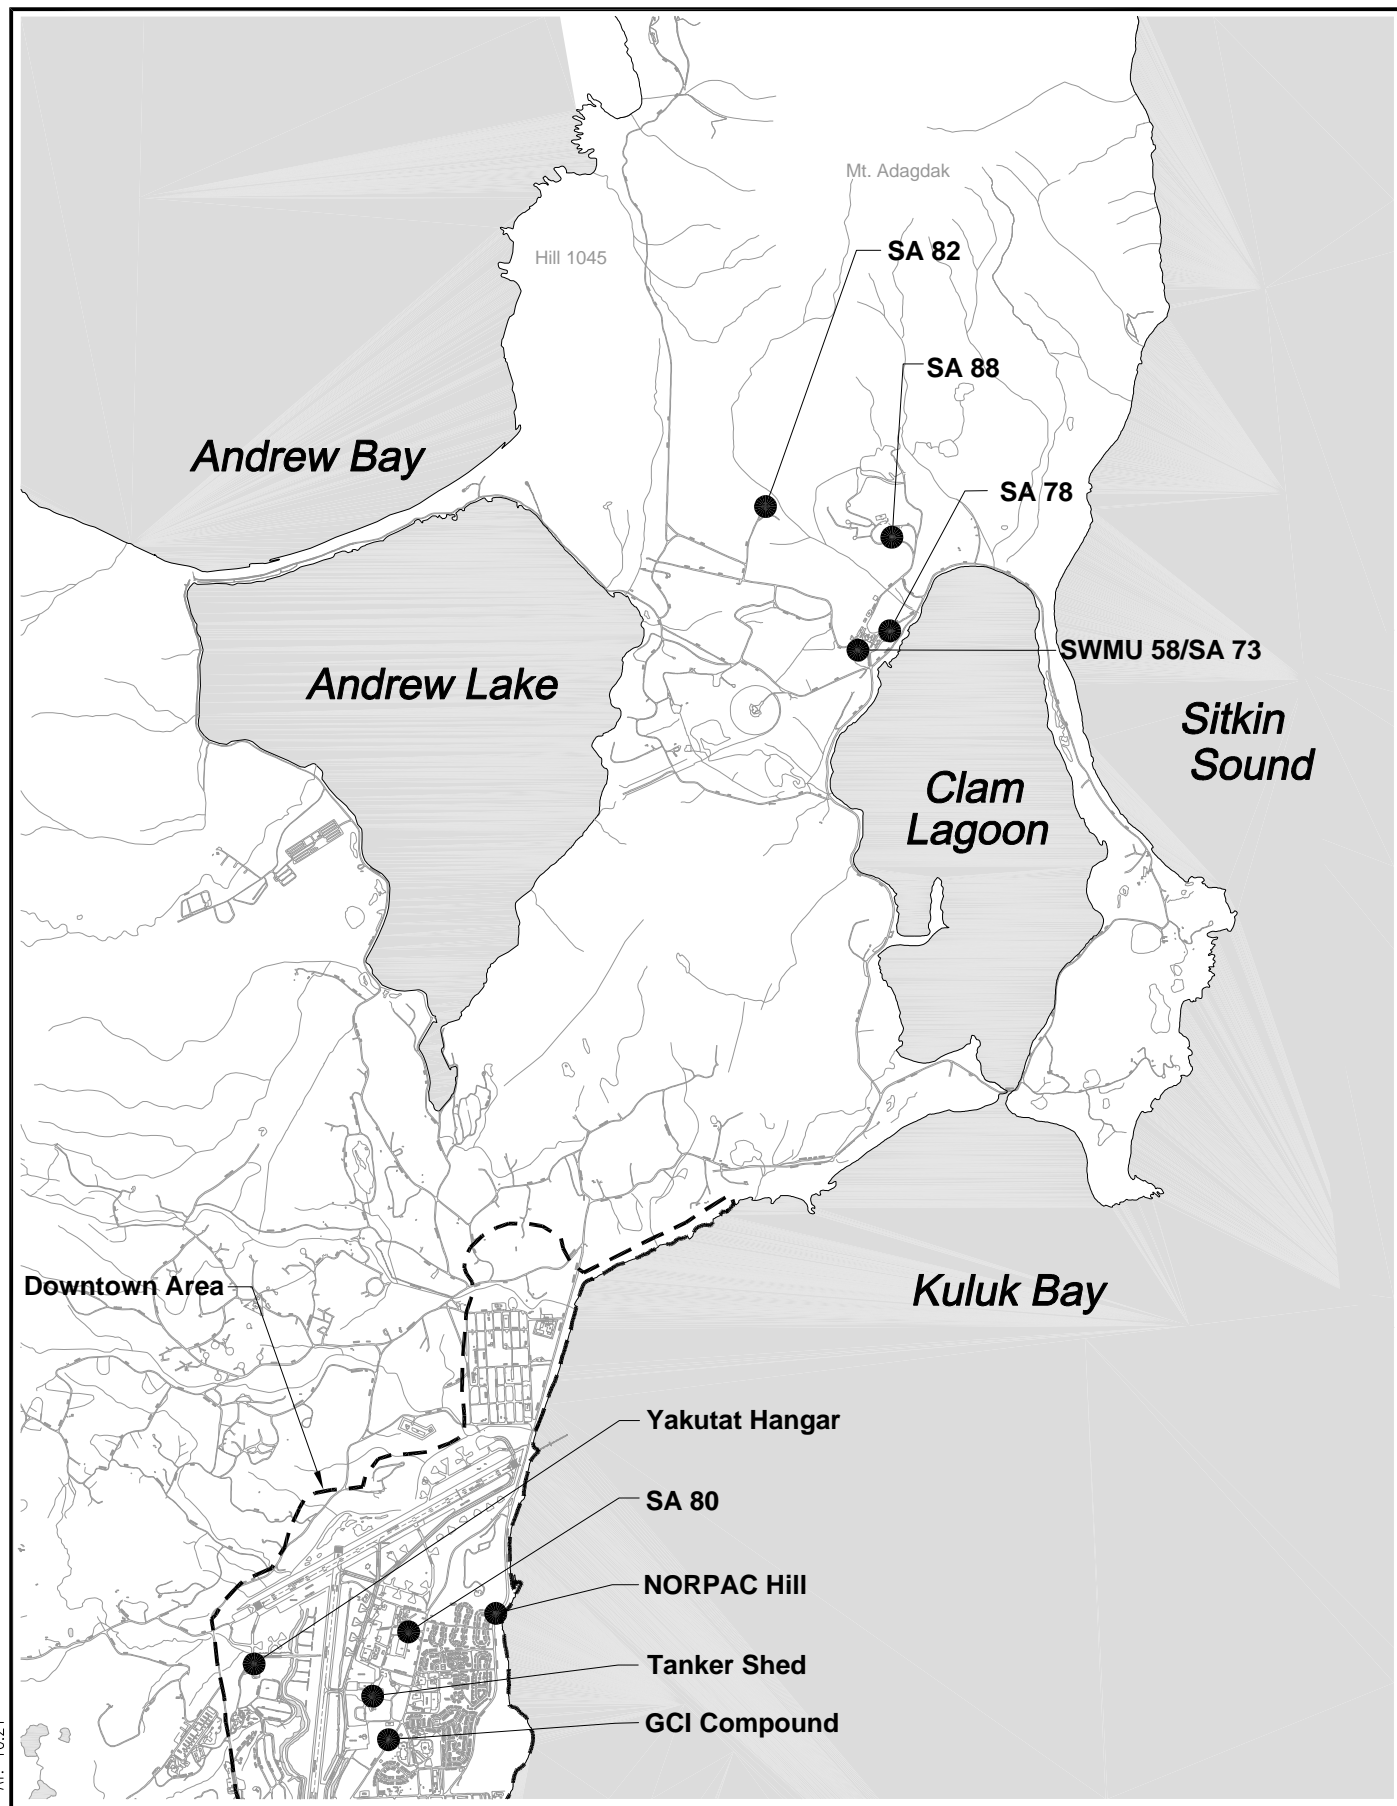 Mt. Adagdak
SA 82
Hill 1045
SA 88
Andrew Bay
SA 78
SWMU 58/SA 73
Andrew Lake
Sitkin
Sound
Clam
Lagoon
Downtown Area
Kuluk Bay
Yakutat Hangar
SA 80
NORPAC Hill
Tanker Shed
GCI Compound